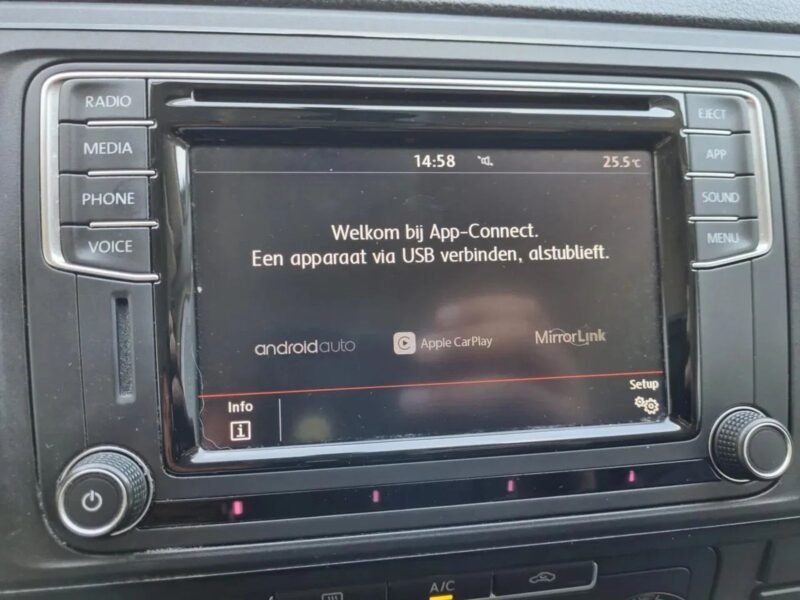 RADIO
MEDIA
PHONE
VOICE
EJECT
APP
SOUND
MENU
14:58
25.5°C
Welkom bij App-Connect.
Een apparaat via USB verbinden, alstublieft.
androidauto
Apple CarPlay
MirrorLink
Info
i
Setup
A/C